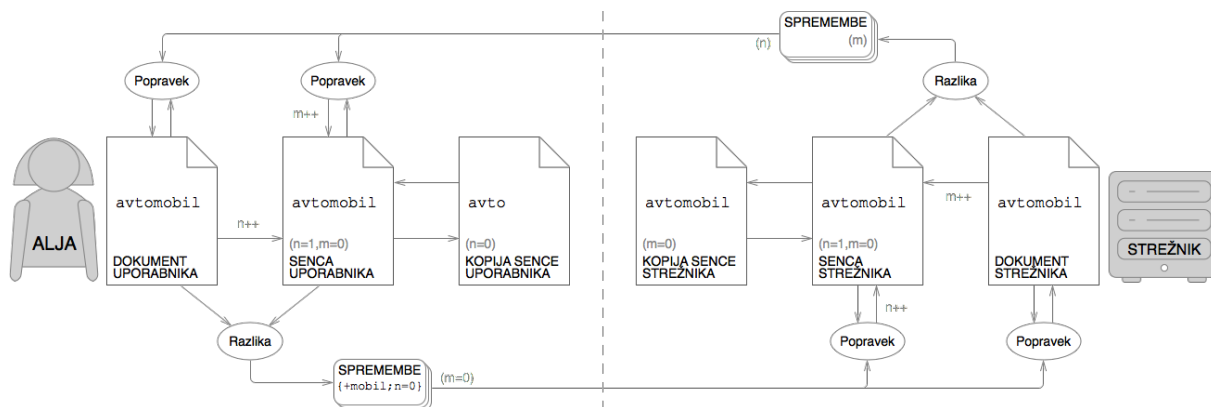 SPREMEMBE
(n)
(m)
Popravek
Popravek
Razlika
m++
avtomobil
avtomobil
avto
avtomobil
avtomobil
avtomobil
n++
m++
ALJA
(n=1,m=0)
(n=0)
(m=0)
(n=1,m=0)
STREŽNIK
DOKUMENT
UPORABNIKA
SENCA
UPORABNIKA
KOPIJA SENCE
UPORABNIKA
KOPIJA SENCE
STREŽNIKA
SENCA
STREŽNIKA
DOKUMENT
STREŽNIKA
n++
Razlika
Popravek
Popravek
SPREMEMBE
{+mobil;n=0}
(m=0)